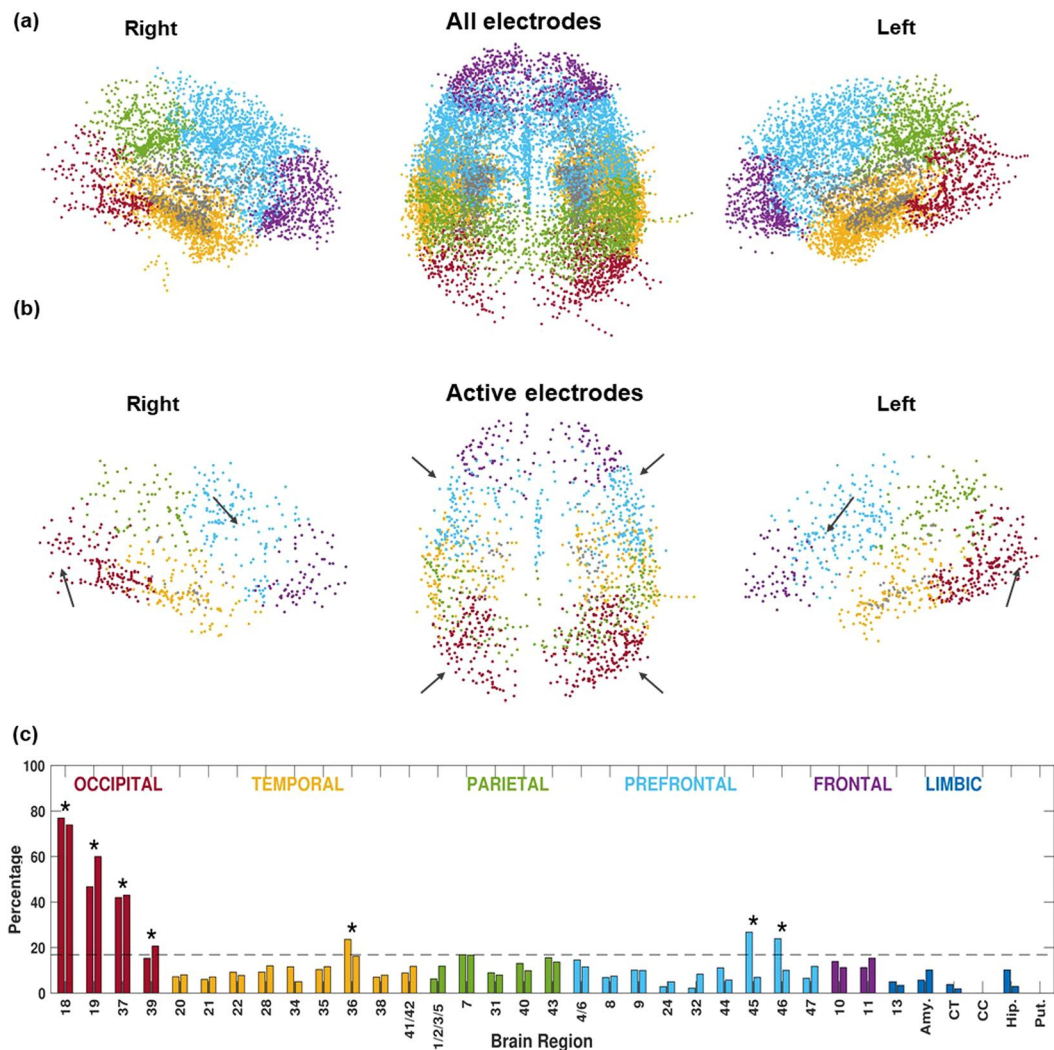 (a)
Right
All electrodes
Left
(b)
Right
Active electrodes
Left
(c)
100
80
60
40
20
0
Percentage
OCCIPITAL TEMPORAL PARIETAL PREFRONTAL FRONTAL LIMBIC
* * * * * * *
18 19 37 39 20 21 22 28 34 35 36 38 41/42 1/2/3/5 7 31 40 43 4/6 8 9 24 32 44 45 46 47 10 11 13 Amy. CT CC Hip. Put.
Brain Region